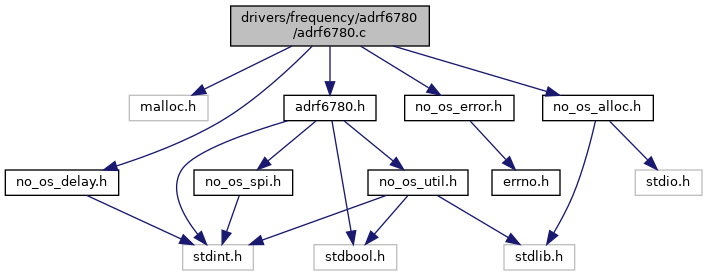 drivers/frequency/adrf6780
/adrf6780.c
malloc.h
adrf6780.h
no_os_error.h
no_os_alloc.h
no_os_delay.h
no_os_spi.h
no_os_util.h
errno.h
stdio.h
stdint.h
stdbool.h
stdlib.h